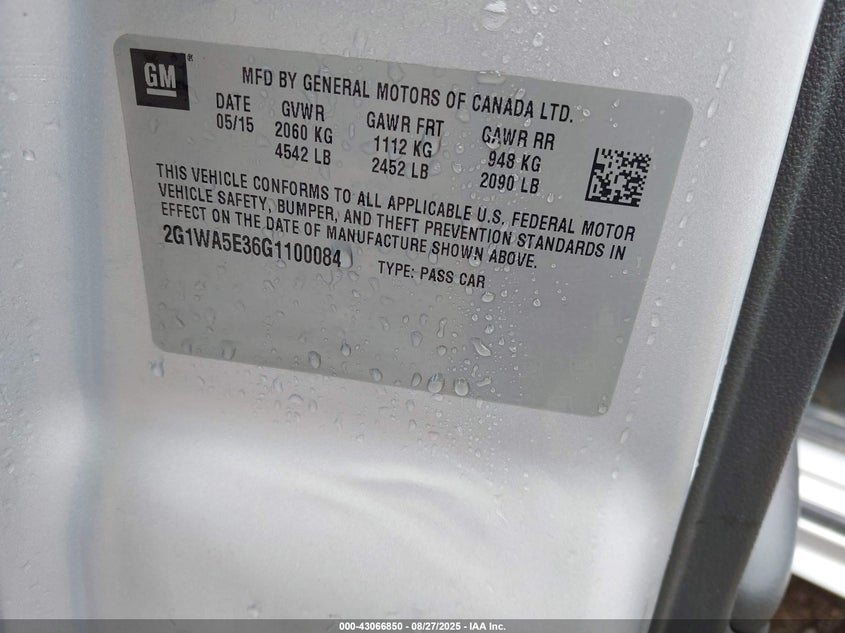 GM ®
MFD BY GENERAL MOTORS OF CANADA LTD.
DATE GVWR GAWR FRT GAWR RR
05/15 2060 KG 1112 KG 948 KG
4542 LB 2452 LB 2090 LB
THIS VEHICLE CONFORMS TO ALL APPLICABLE U.S. FEDERAL MOTOR
VEHICLE SAFETY, BUMPER, AND THEFT PREVENTION STANDARDS IN
EFFECT ON THE DATE OF MANUFACTURE SHOWN ABOVE.
2G1WA5E36G1100084 TYPE: PASS CAR
000-43066850 - 08/27/2025 - IAA Inc.